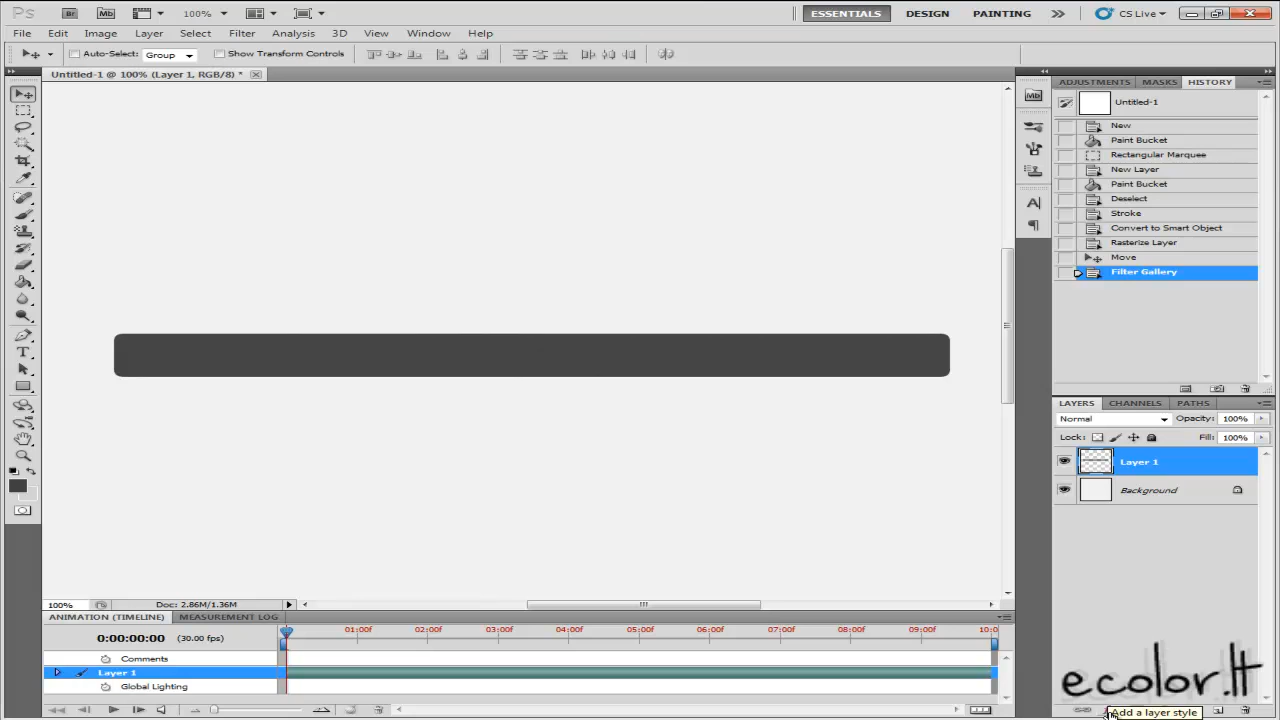 Ps Br Mb 100% ESSENTIALS DESIGN PAINTING CS Live
File Edit Image Layer Select Filter Analysis 3D View Window Help
Auto-Select: Group Show Transform Controls
Untitled-1 @ 100% (Layer 1, RGB/8) *
ADJUSTMENTS MASKS HISTORY
Mb
Untitled-1
New
Paint Bucket
Rectangular Marquee
New Layer
Paint Bucket
Deselect
Stroke
Convert to Smart Object
Rasterize Layer
Move
Filter Gallery
LAYERS CHANNELS PATHS
Normal Opacity: 100%
Lock: Fill: 100%
Layer 1
Background
100% Doc: 2.86M/1.36M
ANIMATION (TIMELINE) MEASUREMENT LOG
0:00:00:00 (30.00 fps) 01:00f 02:00f 03:00f 04:00f 05:00f 06:00f 07:00f 08:00f 09:00f 10:0
Comments
Layer 1
Global Lighting
ecolor.lt
Add a layer style